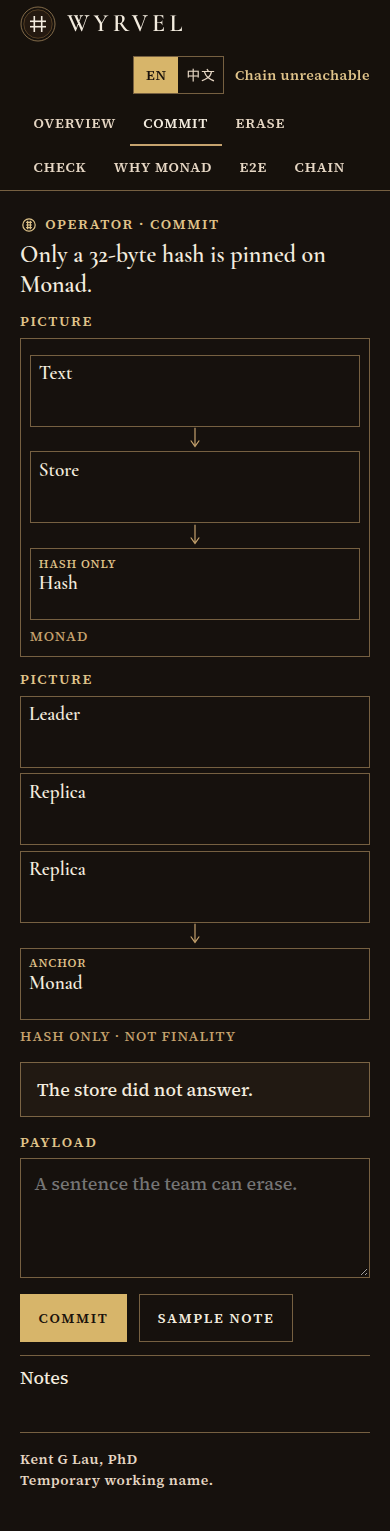 WYRVEL
EN 中文 Chain unreachable
OVERVIEW COMMIT ERASE
CHECK WHY MONAD E2E CHAIN
OPERATOR · COMMIT
Only a 32-byte hash is pinned on
Monad.
PICTURE
Text
Store
HASH ONLY
Hash
MONAD
PICTURE
Leader
Replica
Replica
ANCHOR
Monad
HASH ONLY · NOT FINALITY
The store did not answer.
PAYLOAD
A sentence the team can erase.
COMMIT SAMPLE NOTE
Notes
Kent G Lau, PhD
Temporary working name.